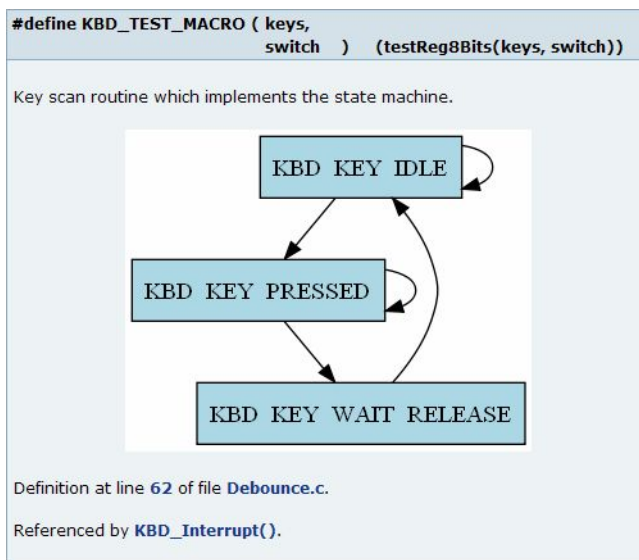 #define KBD_TEST_MACRO ( keys,
switch ) (testReg8Bits(keys, switch))
Key scan routine which implements the state machine.
KBD KEY IDLE
KBD KEY PRESSED
KBD KEY WAIT RELEASE
Definition at line 62 of file Debounce.c.
Referenced by KBD_Interrupt().